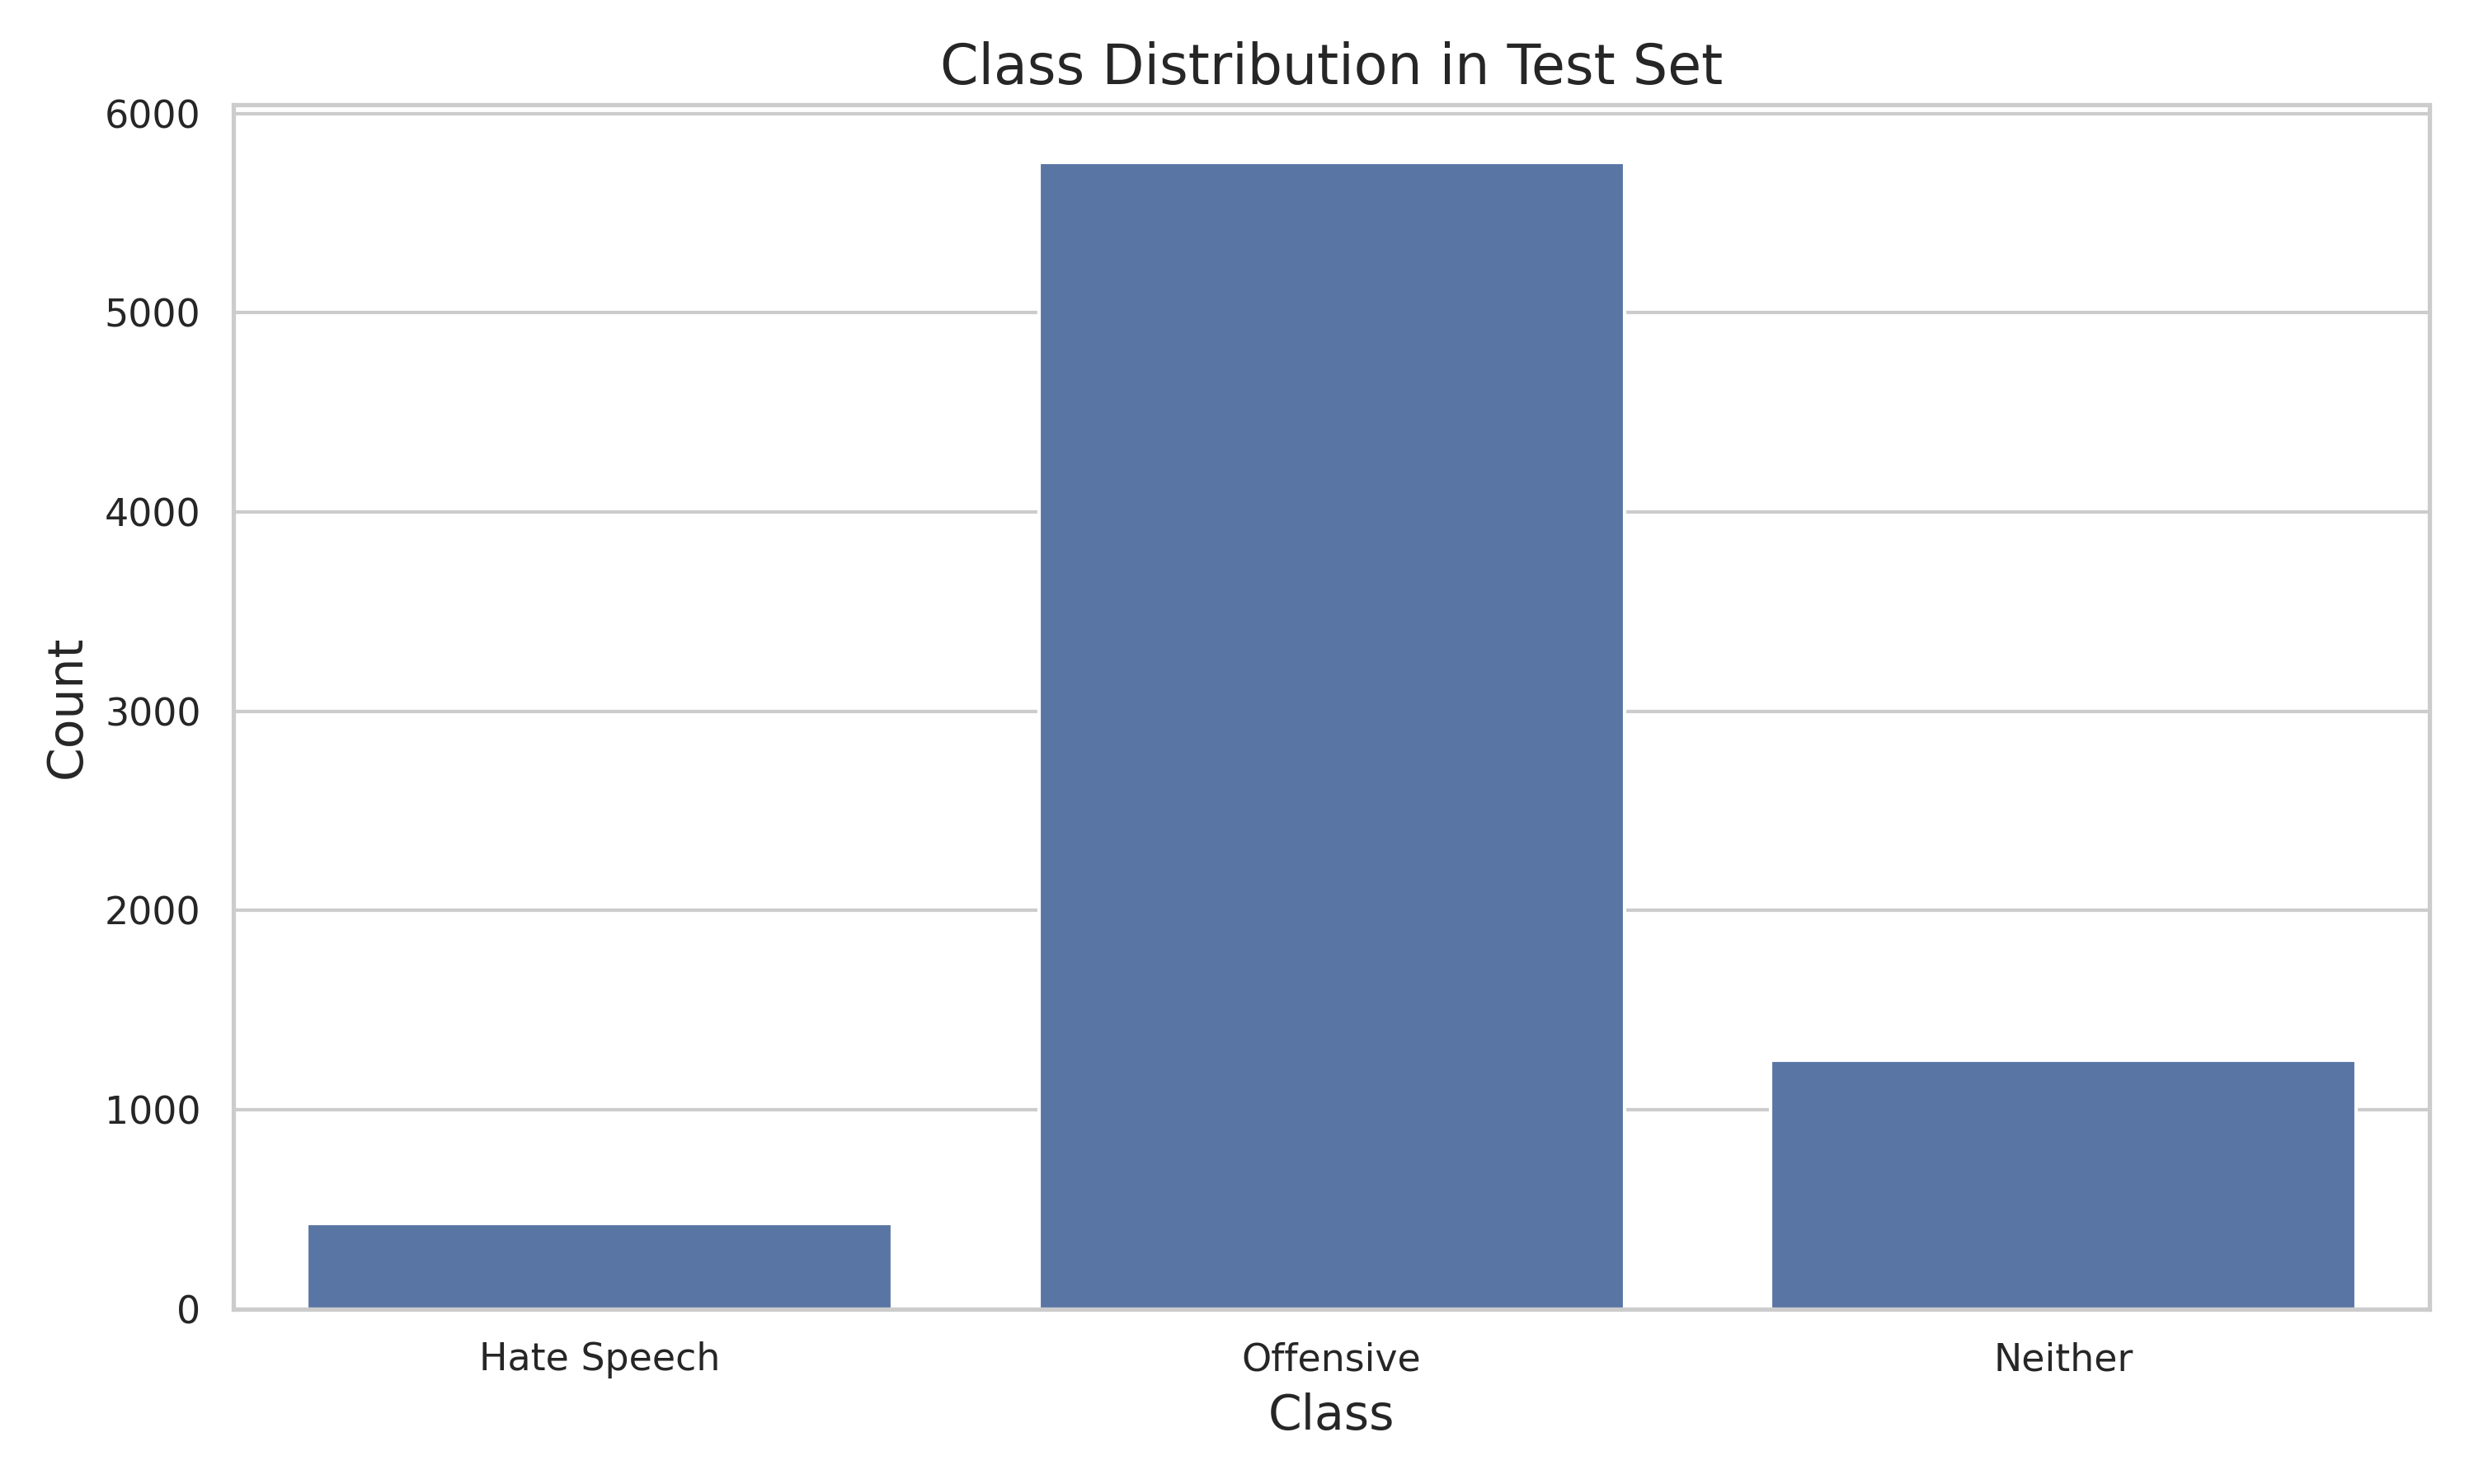 Class Distribution in Test Set
6000
5000
4000
3000
2000
1000
0
Count
Hate Speech
Offensive
Neither
Class